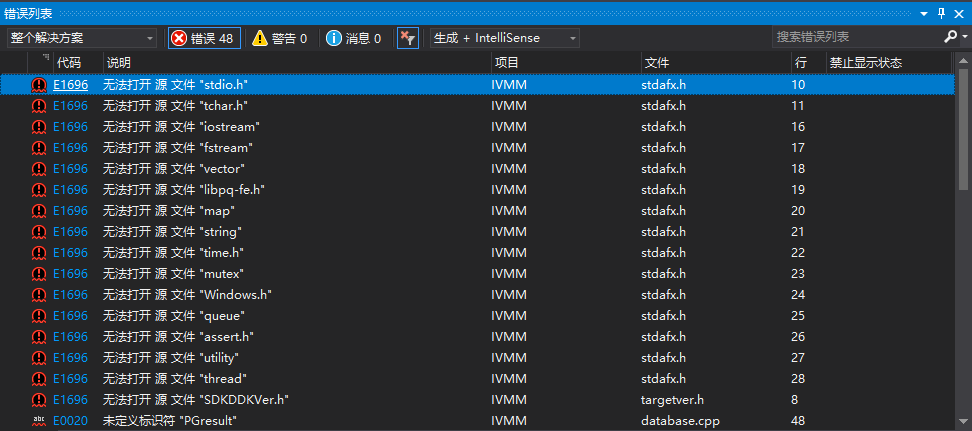 错误列表
整个解决方案 错误 48 警告 0 消息 0 生成 + IntelliSense 搜索错误列表
代码 说明 项目 文件 行 禁止显示状态
E1696 无法打开 源 文件 "stdio.h" IVMM stdafx.h 10
E1696 无法打开 源 文件 "tchar.h" IVMM stdafx.h 11
E1696 无法打开 源 文件 "iostream" IVMM stdafx.h 16
E1696 无法打开 源 文件 "fstream" IVMM stdafx.h 17
E1696 无法打开 源 文件 "vector" IVMM stdafx.h 18
E1696 无法打开 源 文件 "libpq-fe.h" IVMM stdafx.h 19
E1696 无法打开 源 文件 "map" IVMM stdafx.h 20
E1696 无法打开 源 文件 "string" IVMM stdafx.h 21
E1696 无法打开 源 文件 "time.h" IVMM stdafx.h 22
E1696 无法打开 源 文件 "mutex" IVMM stdafx.h 23
E1696 无法打开 源 文件 "Windows.h" IVMM stdafx.h 24
E1696 无法打开 源 文件 "queue" IVMM stdafx.h 25
E1696 无法打开 源 文件 "assert.h" IVMM stdafx.h 26
E1696 无法打开 源 文件 "utility" IVMM stdafx.h 27
E1696 无法打开 源 文件 "thread" IVMM stdafx.h 28
E1696 无法打开 源 文件 "SDKDDKVer.h" IVMM targetver.h 8
abc E0020 未定义标识符 "PGresult" IVMM database.cpp 48